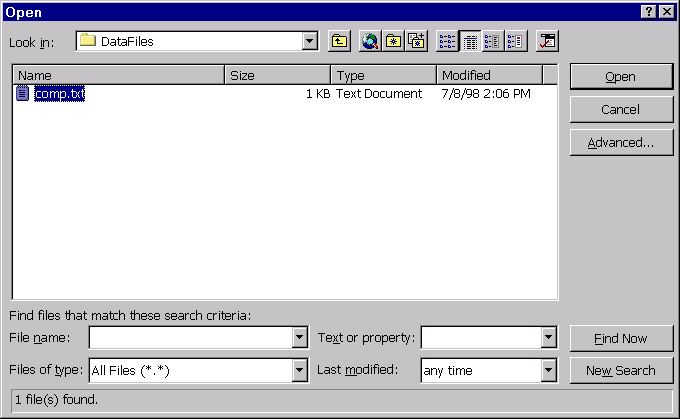 Open
Look in: DataFiles
Name Size Type Modified
comp.txt 1 KB Text Document 7/8/98 2:06 PM
Open
Cancel
Advanced...
Find files that match these search criteria:
File name: Text or property: Find Now
Files of type: All Files (*.*) Last modified: any time New Search
1 file(s) found.